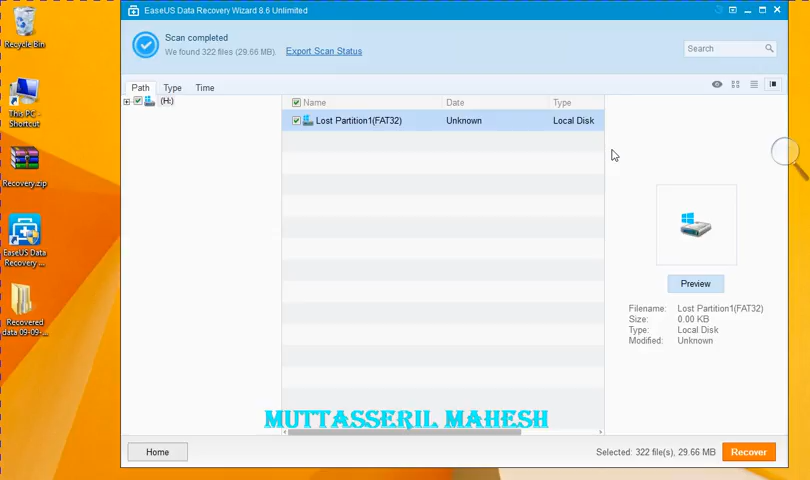 EaseUS Data Recovery Wizard 8.6 Unlimited
Scan completed
We found 322 files (29.66 MB).
Export Scan Status
Search
Path Type Time
(H:)
Name Date Type
Lost Partition1(FAT32) Unknown Local Disk
Preview
Filename: Lost Partition1(FAT32)
Size: 0.00 KB
Type: Local Disk
Modified: Unknown
MUTTASSERIL MAHESH
Home
Selected: 322 file(s), 29.66 MB
Recover
Recycle Bin
This PC -
Shortcut
Recovery.zip
EaseUS Data
Recovery ...
Recovered
data 09-09-...